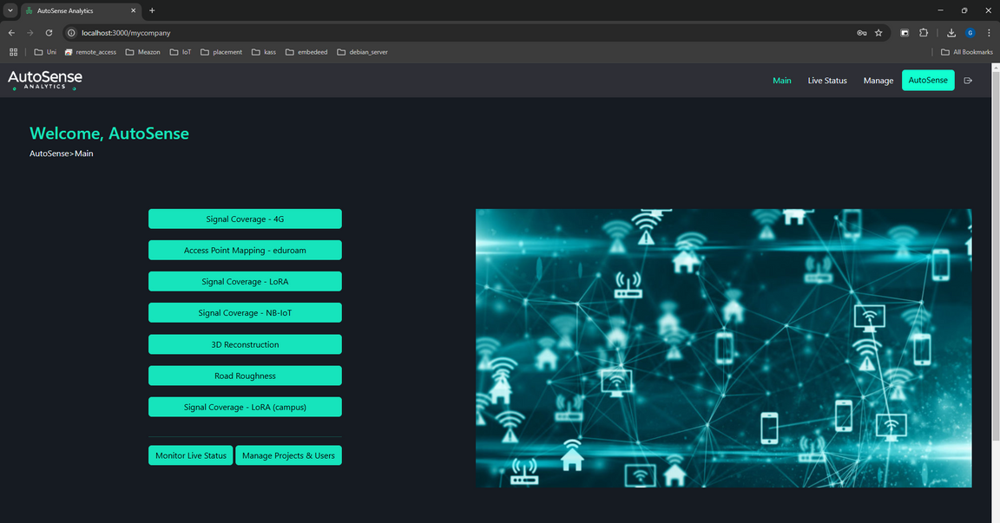 AutoSense Analytics
localhost:3000/mycompany
G
Uni remote_access Meazon IoT placement kass embedeed debian_server All Bookmarks
AutoSense
ANALYTICS
Main Live Status Manage AutoSense
Welcome, AutoSense
AutoSense>Main
Signal Coverage - 4G
Access Point Mapping - eduroam
Signal Coverage - LoRA
Signal Coverage - NB-IoT
3D Reconstruction
Road Roughness
Signal Coverage - LoRA (campus)
Monitor Live Status Manage Projects & Users